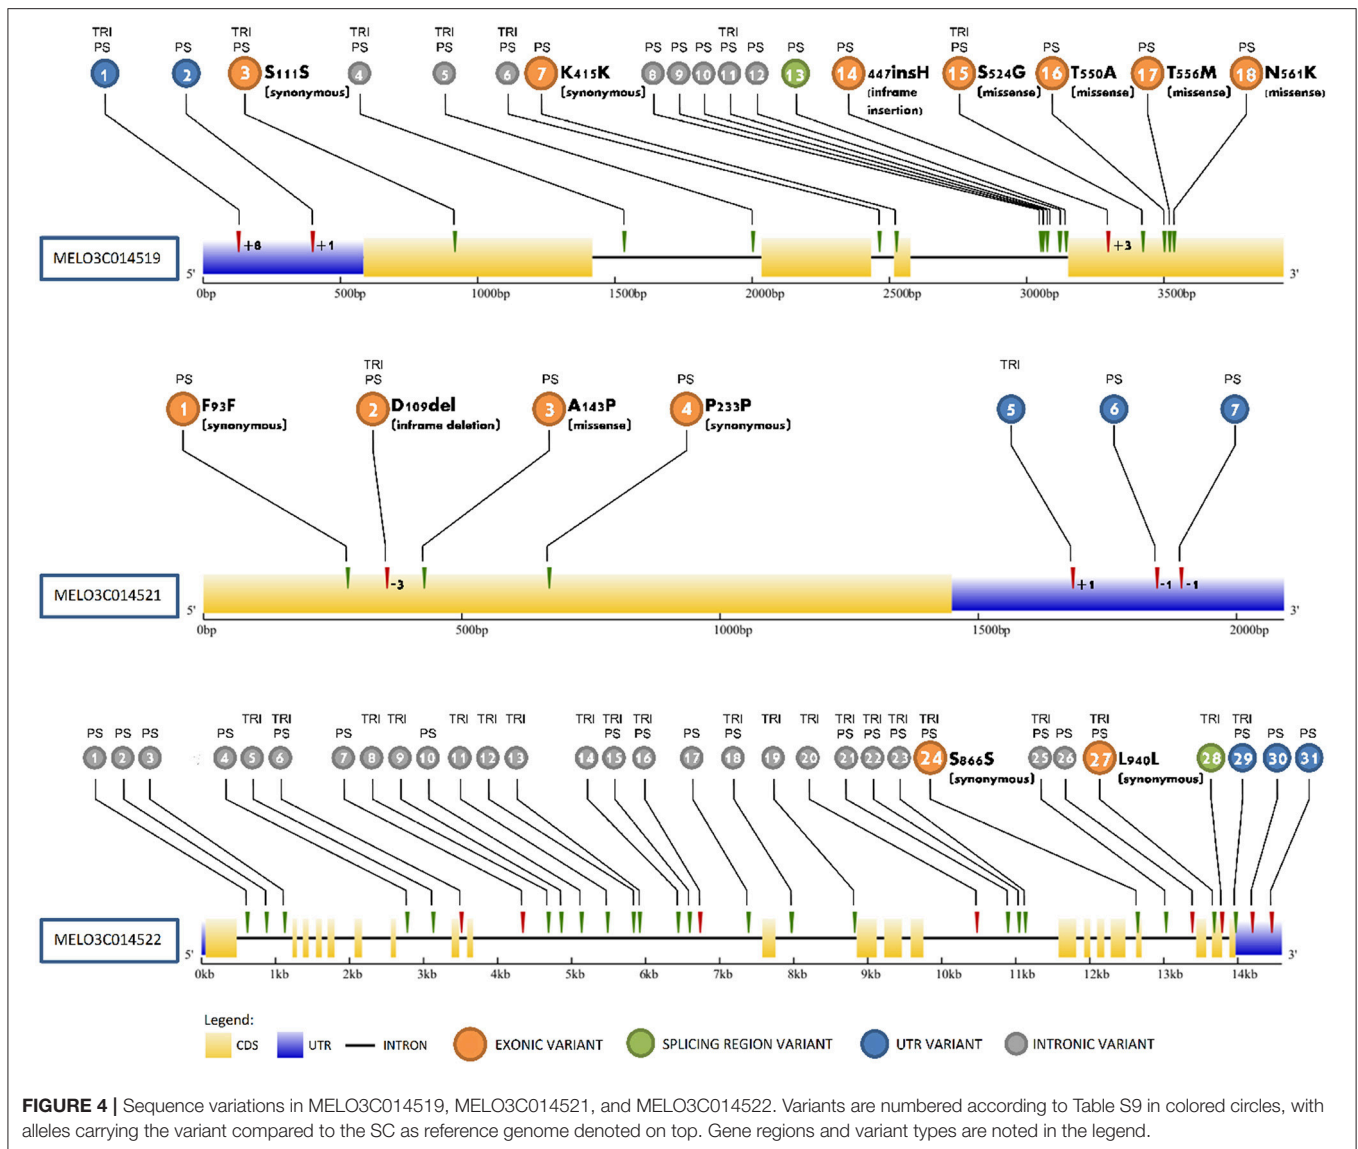 TRI TRI TRI TRI TRI TRI TRI
PS PS PS PS PS PS PS PS PS PS PS PS PS PS PS PS PS PS
1 2 3 S111S 4 5 6 7 K415K 8 9 10 11 12 13 14 447insH 15 S524G 16 T550A 17 T556M 18 N561K
(synonymous) (synonymous) (inframe insertion) (missense) (missense) (missense) (missense)
MELO3C014519
+8 +1 +3
5' 3'
0bp 500bp 1000bp 1500bp 2000bp 2500bp 3000bp 3500bp
TRI TRI
PS PS PS PS PS PS
1 F93F 2 D109del 3 A143P 4 P233P 5 6 7
(synonymous) (inframe deletion) (missense) (synonymous)
MELO3C014521
-3 +1 -1 -1
5' 3'
0bp 500bp 1000bp 1500bp 2000bp
TRI TRI TRI TRI TRI TRI TRI TRI TRI TRI TRI TRI TRI TRI TRI TRI TRI TRI TRI TRI TRI
PS PS PS PS PS PS PS PS PS PS PS PS PS PS PS PS PS PS PS PS PS
1 2 3 4 5 6 7 8 9 10 11 12 13 14 15 16 17 18 19 20 21 22 23 24 S866S 25 26 27 L940L 28 29 30 31
(synonymous) (synonymous)
MELO3C014522
5' 3'
0kb 1kb 2kb 3kb 4kb 5kb 6kb 7kb 8kb 9kb 10kb 11kb 12kb 13kb 14kb
Legend:
CDS UTR INTRON EXONIC VARIANT SPLICING REGION VARIANT UTR VARIANT INTRONIC VARIANT
FIGURE 4 | Sequence variations in MELO3C014519, MELO3C014521, and MELO3C014522. Variants are numbered according to Table S9 in colored circles, with
alleles carrying the variant compared to the SC as reference genome denoted on top. Gene regions and variant types are noted in the legend.